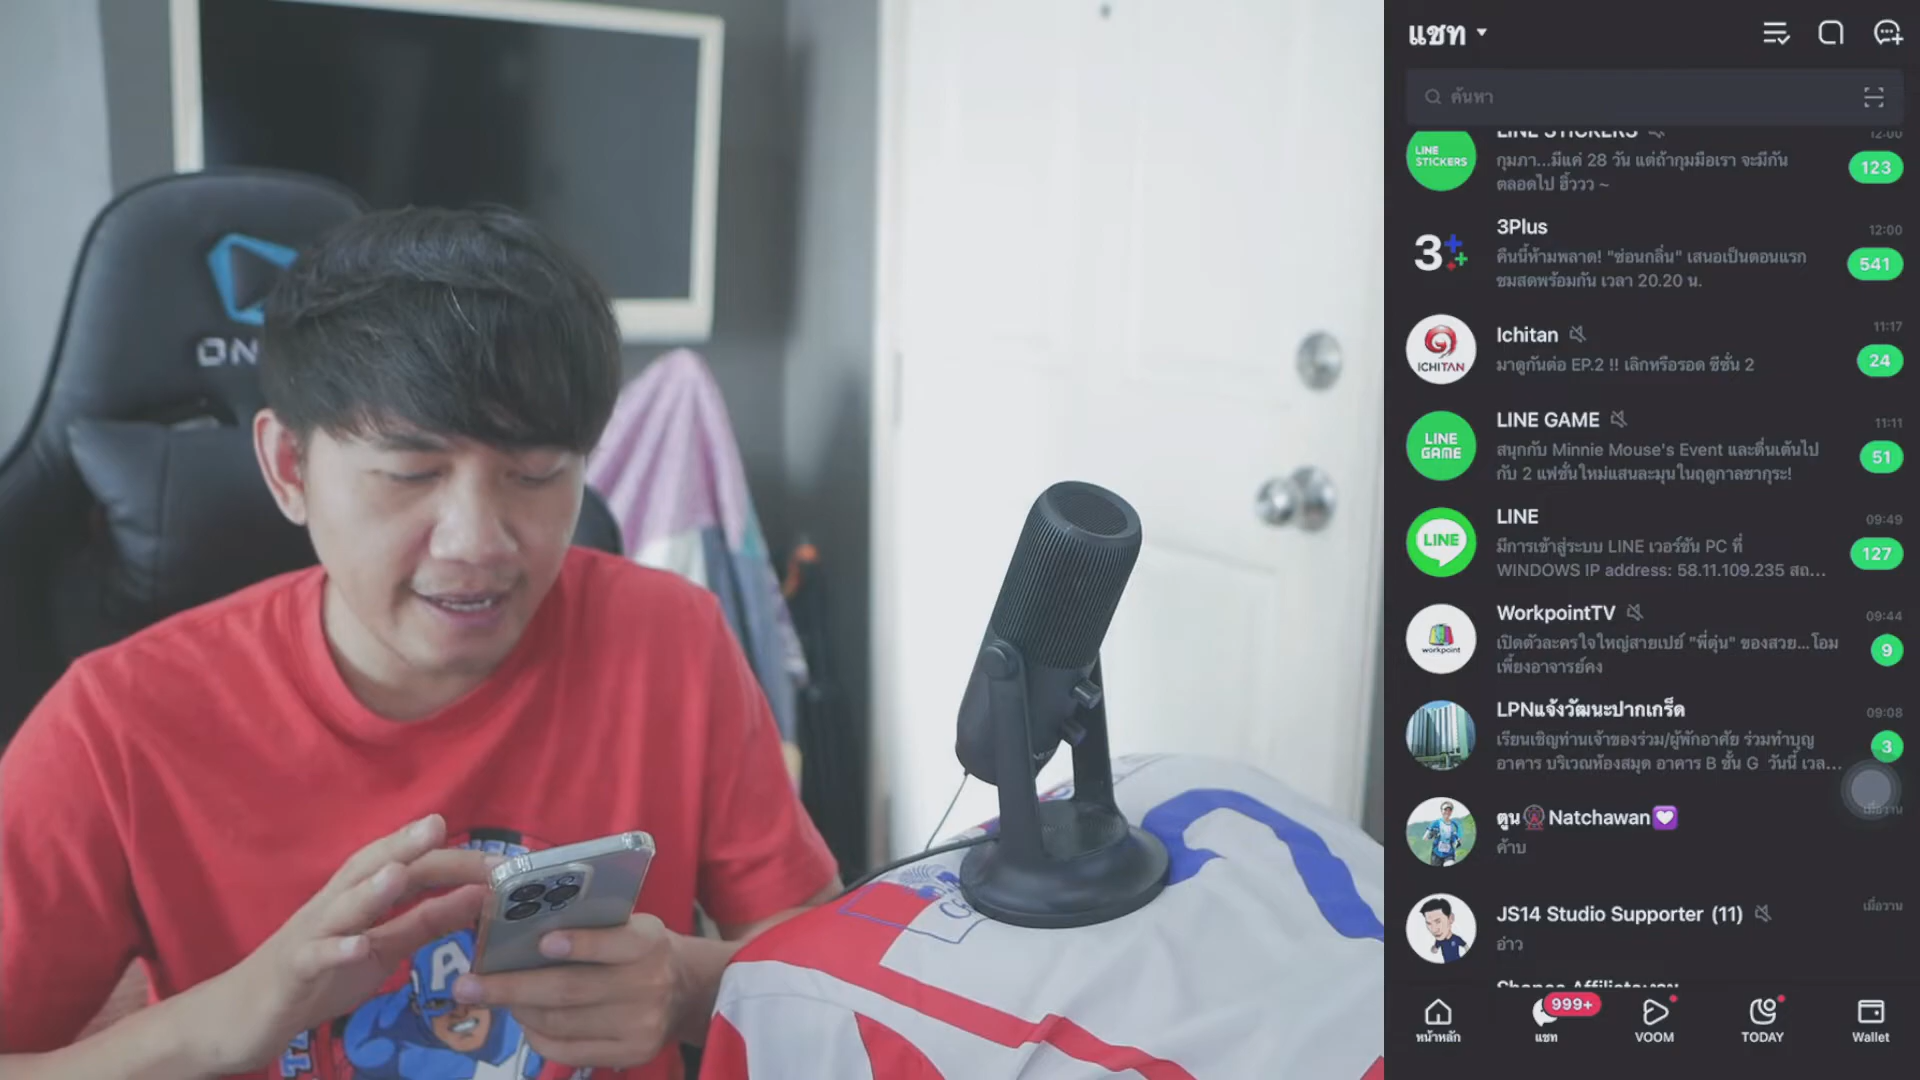 ON
แชท
ค้นหา
LINE STICKERS
12:00
LINE
STICKERS
กุมภา...มีแค่ 28 วัน แต่ถ้ากุมมือเรา จะมีกัน
ตลอดไป ฮิ้ววว ~
123
3Plus
12:00
3
คืนนี้ห้ามพลาด! "ซ่อนกลิ่น" เสนอเป็นตอนแรก
ชมสดพร้อมกัน เวลา 20.20 น.
541
Ichitan
11:17
ICHITAN
มาดูกันต่อ EP.2 !! เลิกหรือรอด ซีซั่น 2
24
LINE GAME
11:11
LINE
GAME
สนุกกับ Minnie Mouse's Event และตื่นเต้นไป
กับ 2 แฟชั่นใหม่แสนละมุนในฤดูกาลซากุระ!
51
LINE
09:49
LINE
มีการเข้าสู่ระบบ LINE เวอร์ชัน PC ที่
WINDOWS IP address: 58.11.109.235 สถ...
127
WorkpointTV
09:44
workpoint
เปิดตัวละครใจใหญ่สายเปย์ "พี่ตุ่น" ของสวย...โอม
เพี้ยงอาจารย์คง
9
LPNแจ้งวัฒนะปากเกร็ด
09:08
เรียนเชิญท่านเจ้าของร่วม/ผู้พักอาศัย ร่วมทำบุญ
อาคาร บริเวณห้องสมุด อาคาร B ชั้น G วันนี้ เวล...
3
ตูน🎡Natchawan💟
เมื่อวาน
ค้าบ
JS14 Studio Supporter (11)
เมื่อวาน
อ่าว
999+
หน้าหลัก
แชท
VOOM
TODAY
Wallet